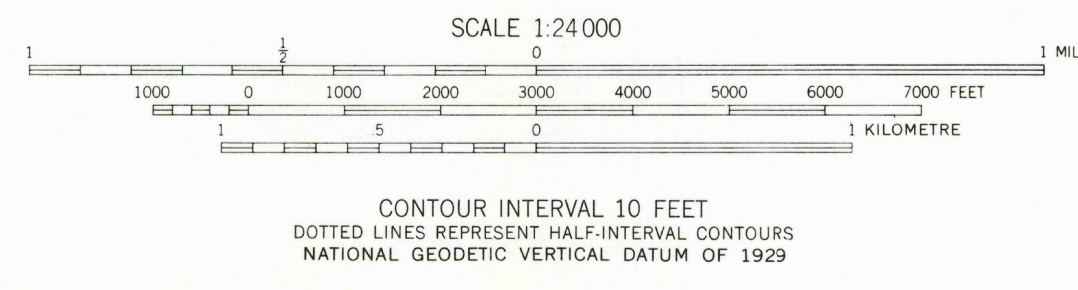 SCALE 1:24 000
1 ½ 0 1 MIL
1000 0 1000 2000 3000 4000 5000 6000 7000 FEET
1 .5 0 1 KILOMETRE
CONTOUR INTERVAL 10 FEET
DOTTED LINES REPRESENT HALF-INTERVAL CONTOURS
NATIONAL GEODETIC VERTICAL DATUM OF 1929